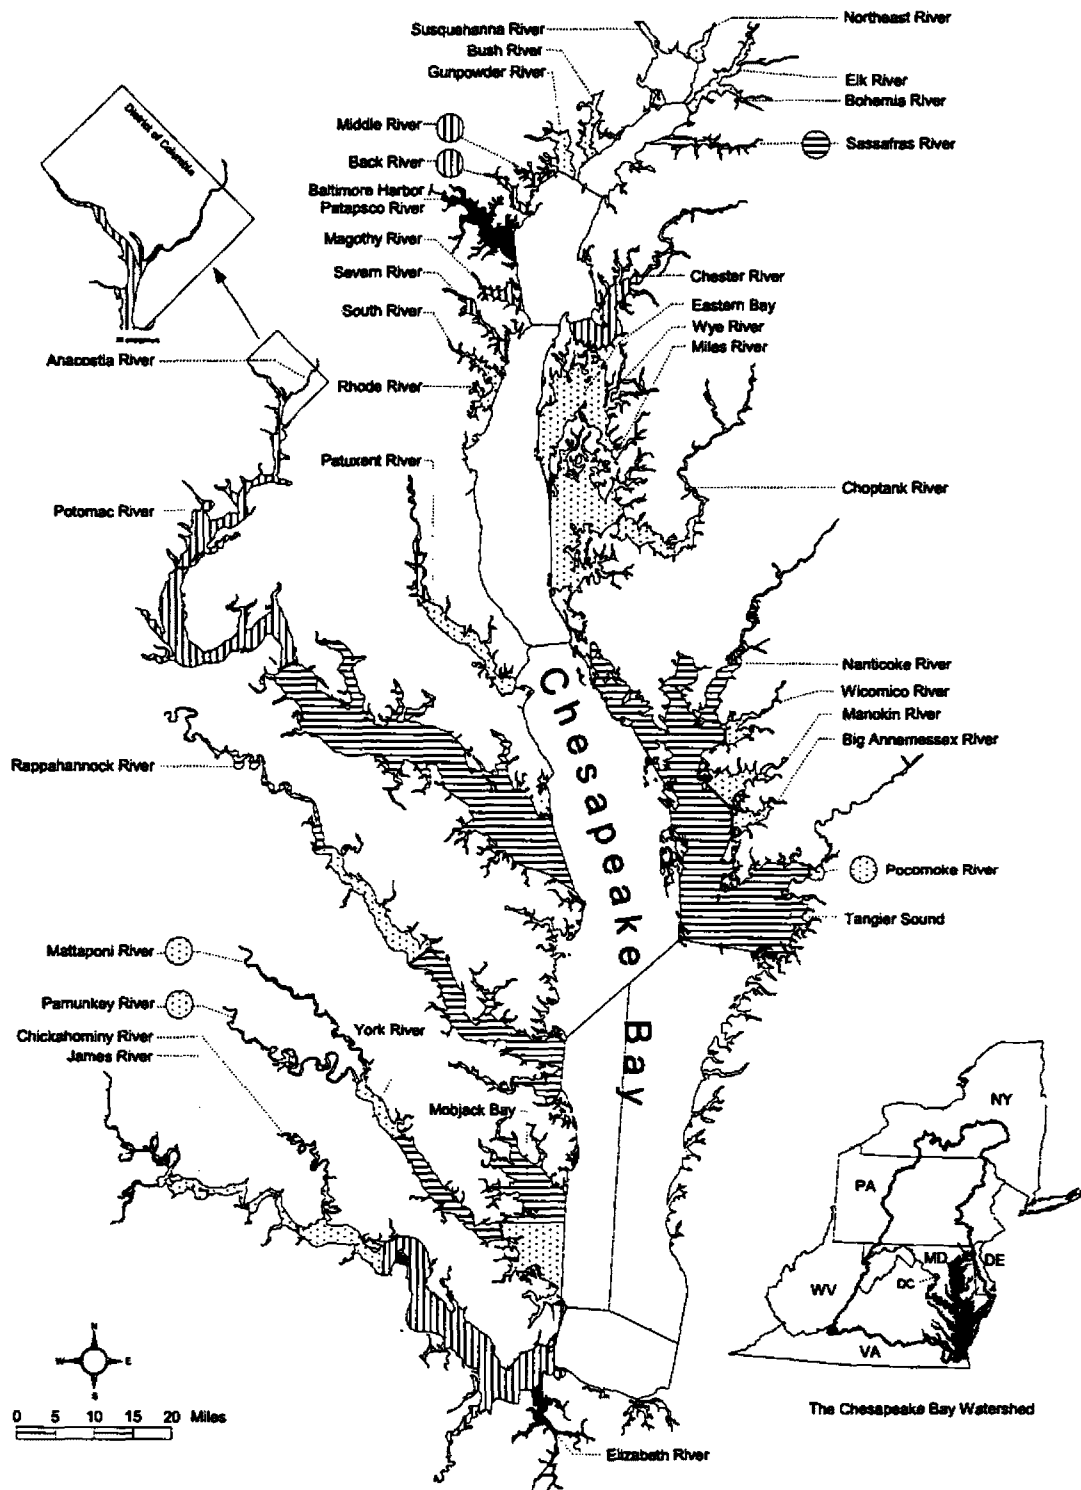 Susquahanna River
Northeast River
Bush River
Gunpowder River
Elk River
Bohemia River
Middle River
Sassafras River
Back River
Baltimore Harbor /
Patapsco River
District of Columbia
Magothy River
Severn River
Chester River
South River
Eastern Bay
Wye River
Miles River
Anacostia River
Rhode River
Patuxent River
Choptank River
Potomac River
Nanticoke River
Wicomico River
Manokin River
Big Annemessex River
Rappahannock River
Chesapeake Bay
Pocomoke River
Tangier Sound
Mattaponi River
Pamunkey River
York River
Chickahominy River
James River
Mobjack Bay
NY
PA
MD
DE
DC
WV
VA
N
W E
S
0 5 10 15 20 Miles
The Chesapeake Bay Watershed
Elizabeth River